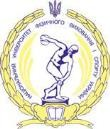 НАЦІОНАЛЬНИЙ УНІВЕРСИТЕТ ФІЗИЧНОГО ВИХОВАННЯ І СПОРТУ УКРАЇНИ